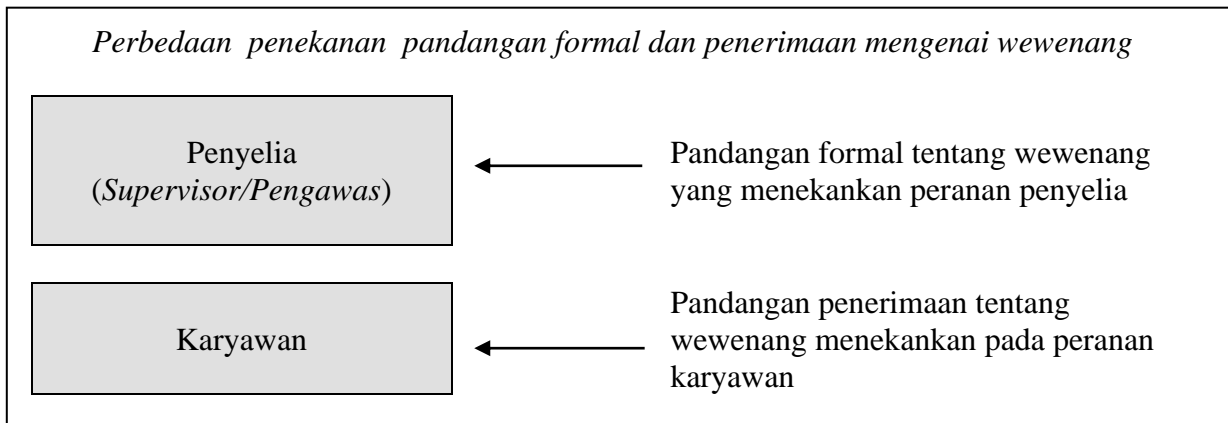 Perbedaan penekanan pandangan formal dan penerimaan mengenai wewenang
Penyelia
(Supervisor/Pengawas)
Pandangan formal tentang wewenang
yang menekankan peranan penyelia
Karyawan
Pandangan penerimaan tentang
wewenang menekankan pada peranan
karyawan